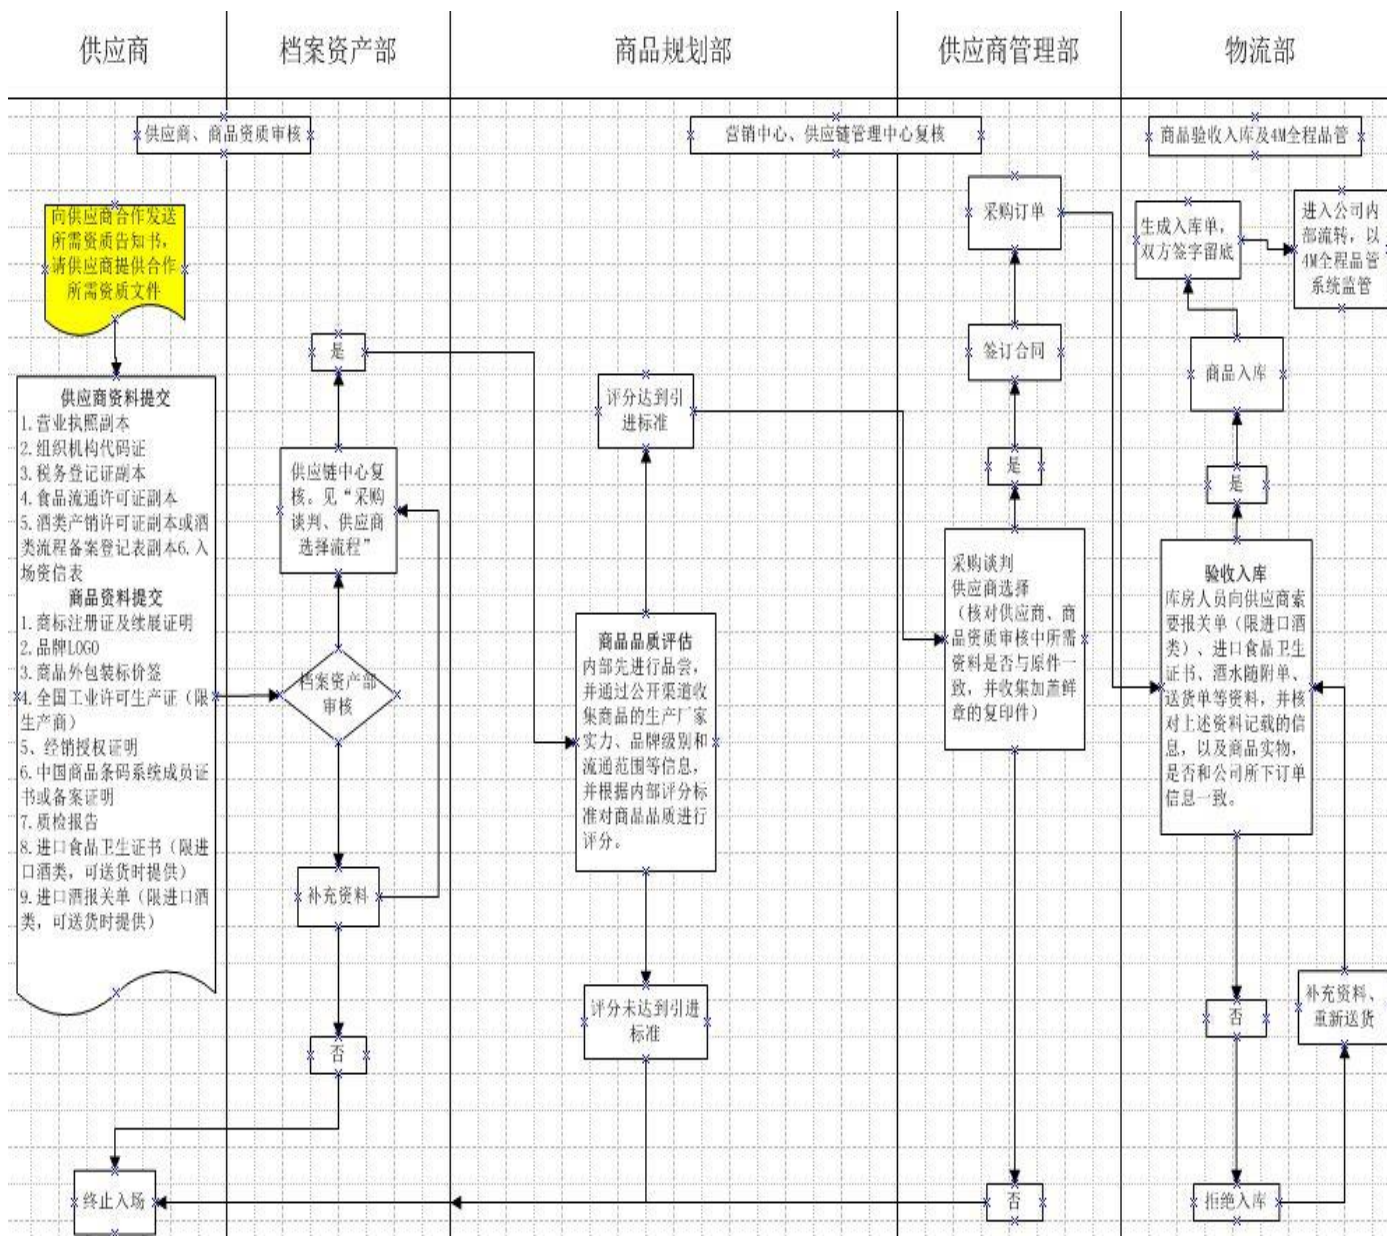 供应商
档案资产部
商品规划部
供应商管理部
物流部
供应商、商品资质审核
营销中心、供应链管理中心复核
商品验收入库及4M全程品管
向供应商合作发送
所需资质告知书，
请供应商提供合作
所需资质文件
供应商资料提交
1.营业执照副本
2.组织机构代码证
3.税务登记证副本
4.食品流通许可证副本
5.酒类产销许可证副本或酒
类流程备案登记表副本6.入
场资信表
商品资料提交
1.商标注册证及续展证明
2.品牌LOGO
3.商品外包装标价签
4.全国工业许可生产证（限
生产商）
5、经销授权证明
6.中国商品条码系统成员证
书或备案证明
7.质检报告
8.进口食品卫生证书（限进
口酒类，可送货时提供）
9.进口酒报关单（限进口酒
类，可送货时提供）
终止入场
是
供应链中心复
核。见“采购
谈判、供应商
选择流程”
档案资产部
审核
补充资料
否
评分达到引
进标准
商品品质评估
内部先进行品尝，
并通过公开渠道收
集商品的生产厂家
实力、品牌级别和
流通范围等信息，
并根据内部评分标
准对商品品质进行
评分。
评分未达到引进
标准
采购订单
签订合同
是
采购谈判
供应商选择
（核对供应商、商
品资质审核中所需
资料是否与原件一
致，并收集加盖鲜
章的复印件）
否
生成入库单，
双方签字留底
进入公司内
部流转，以
4M全程品管
系统监管
商品入库
是
验收入库
库房人员向供应商索
要报关单（限进口酒
类）、进口食品卫生
证书、酒水随附单、
送货单等资料，并核
对上述资料记载的信
息，以及商品实物，
是否和公司所下订单
信息一致。
否
补充资料、
重新送货
拒绝入库